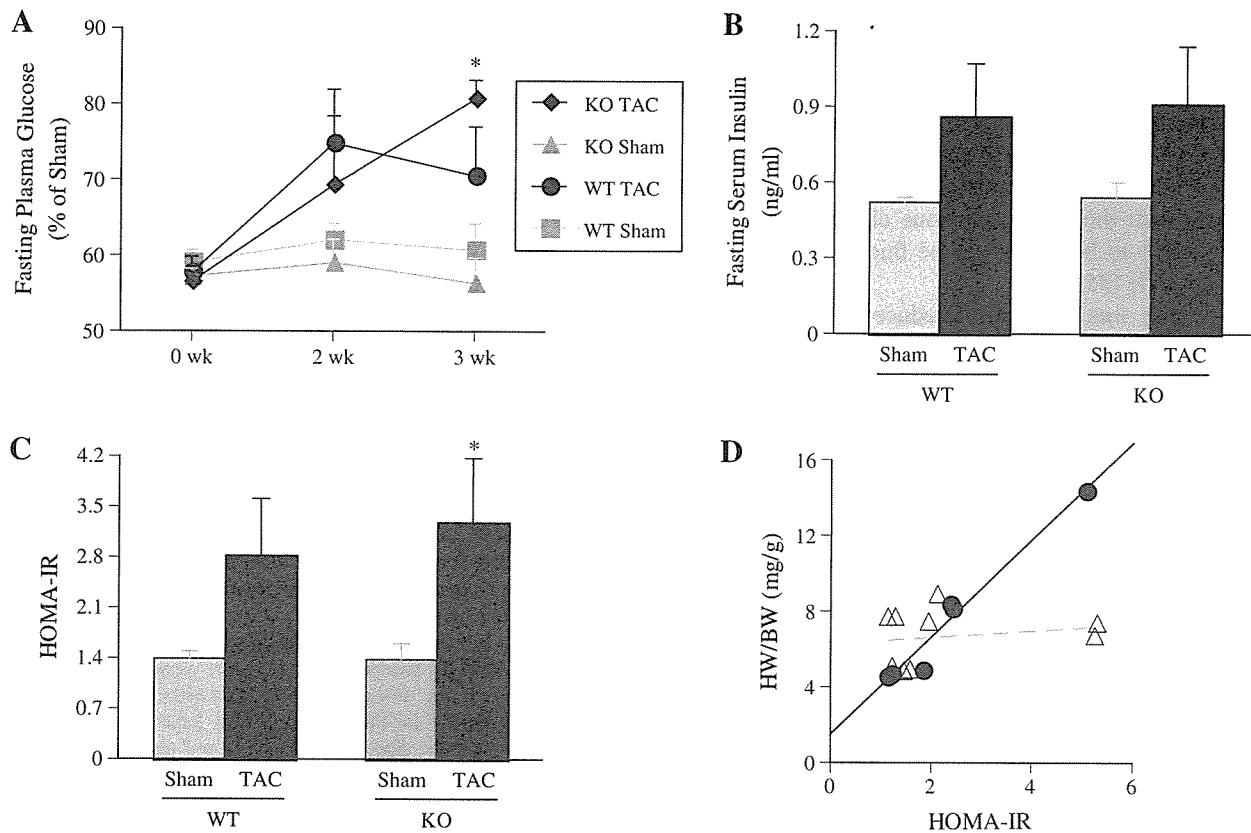 A
Fasting Plasma Glucose
(% of Sham)
90
80
70
60
50
*
0 wk
2 wk
3 wk
KO TAC
KO Sham
WT TAC
WT Sham
B
Fasting Serum Insulin
(ng/ml)
1.2
0.9
0.6
0.3
0
Sham TAC Sham TAC
WT KO
C
HOMA-IR
4.2
3.5
2.8
2.1
1.4
0.7
0
*
Sham TAC Sham TAC
WT KO
D
HW/BW (mg/g)
16
12
8
4
0
0 2 4 6
HOMA-IR